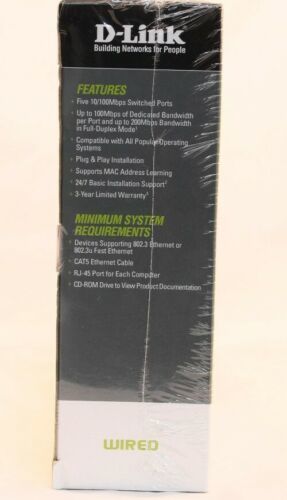 D-Link
Building Networks for People
FEATURES
• Five 10/100Mbps Switched Ports
• Up to 100Mbps of Dedicated Bandwidth
per Port and up to 200Mbps Bandwidth
in Full-Duplex Mode¹
• Compatible with All Popular Operating
Systems
• Plug & Play Installation
• Supports MAC Address Learning
• 24/7 Basic Installation Support²
• 3-Year Limited Warranty³
MINIMUM SYSTEM
REQUIREMENTS
• Devices Supporting 802.3 Ethernet or
802.3u Fast Ethernet
• CAT5 Ethernet Cable
• RJ-45 Port for Each Computer
• CD-ROM Drive to View Product Documentation
WIRED